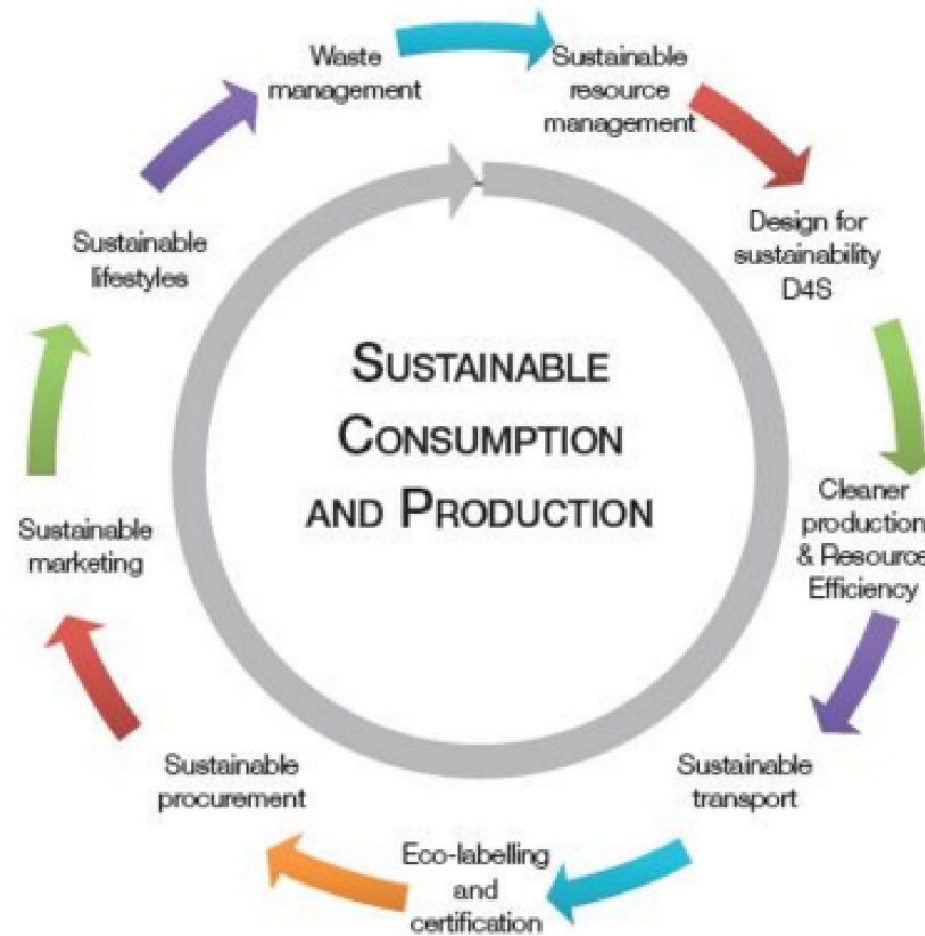 Waste
management
Sustainable
resource
management
Design for
sustainability
D4S
Cleaner
production
& Resource
Efficiency
Sustainable
transport
Eco-labelling
and
certification
Sustainable
procurement
Sustainable
marketing
Sustainable
lifestyles
SUSTAINABLE
CONSUMPTION
AND PRODUCTION